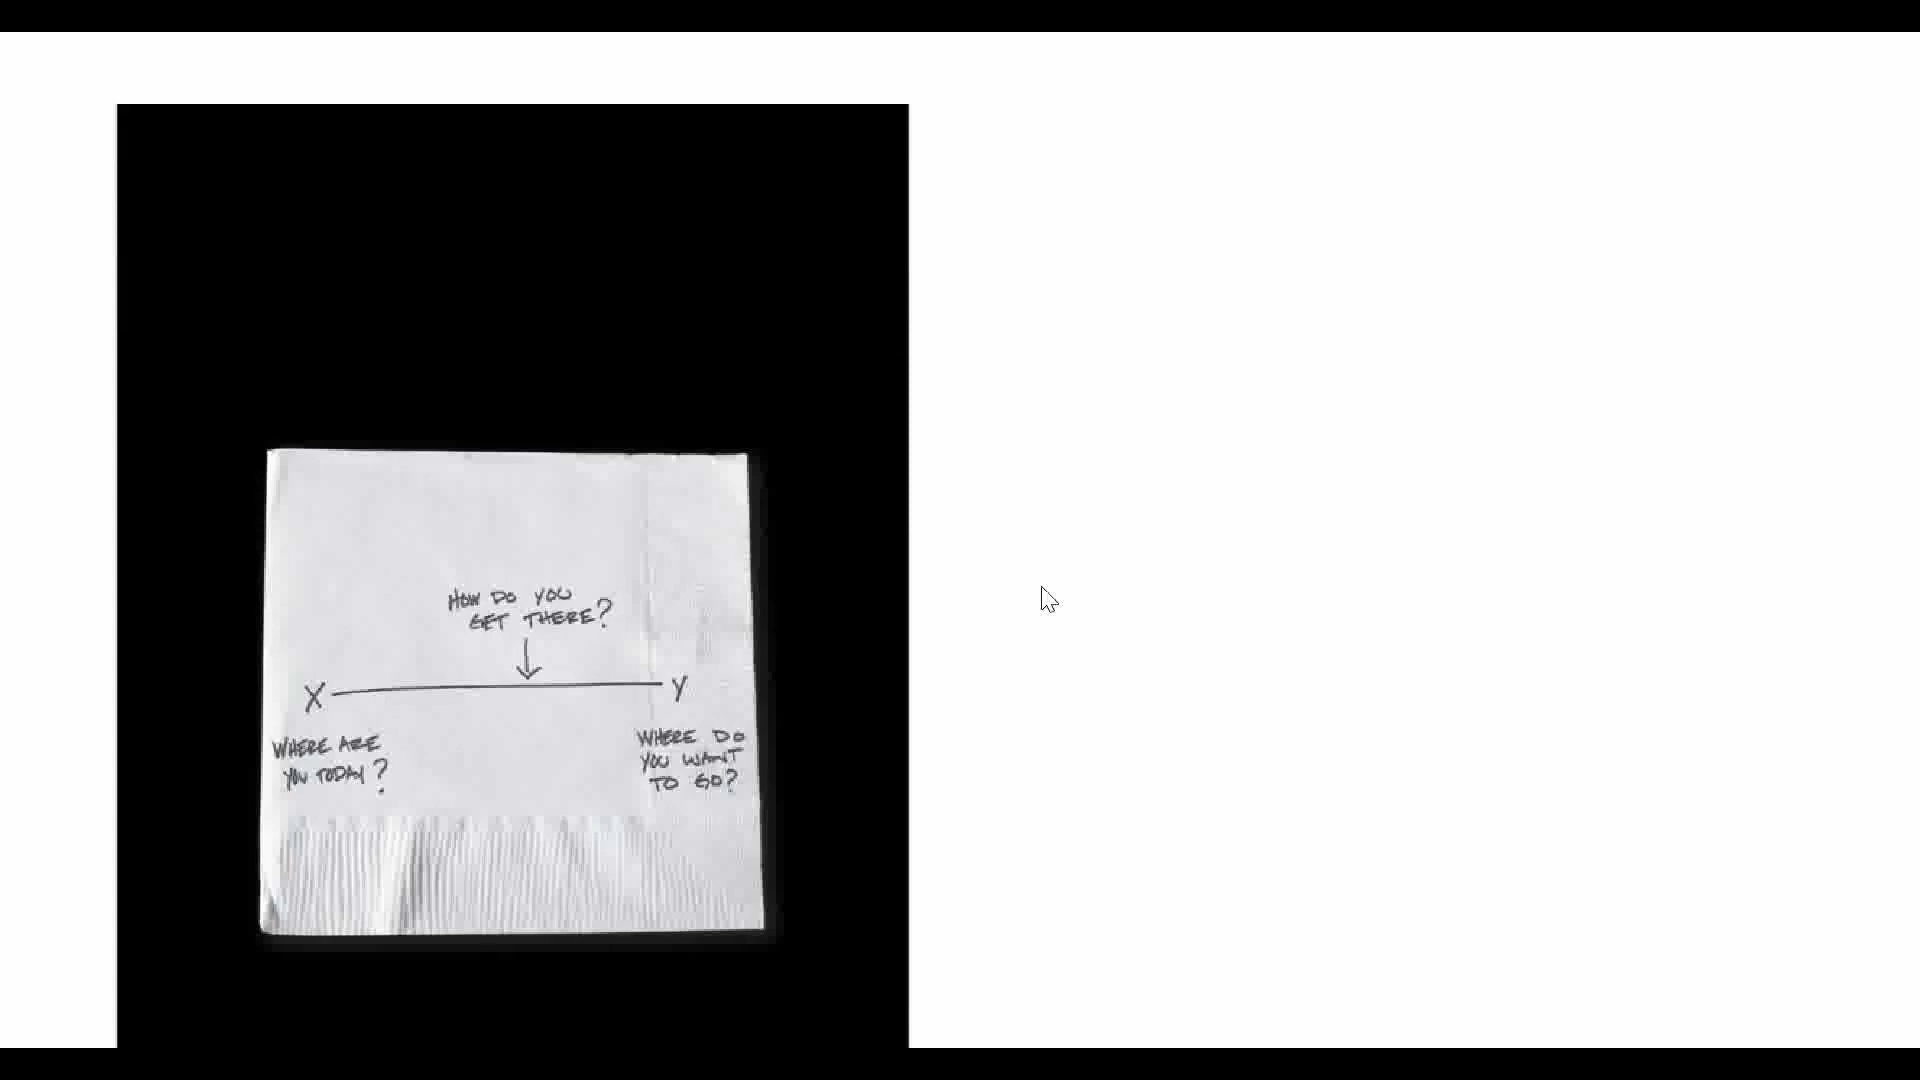 HOW DO YOU
GET THERE?
X
Y
WHERE ARE
YOU TODAY?
WHERE DO
YOU WANT
TO GO?